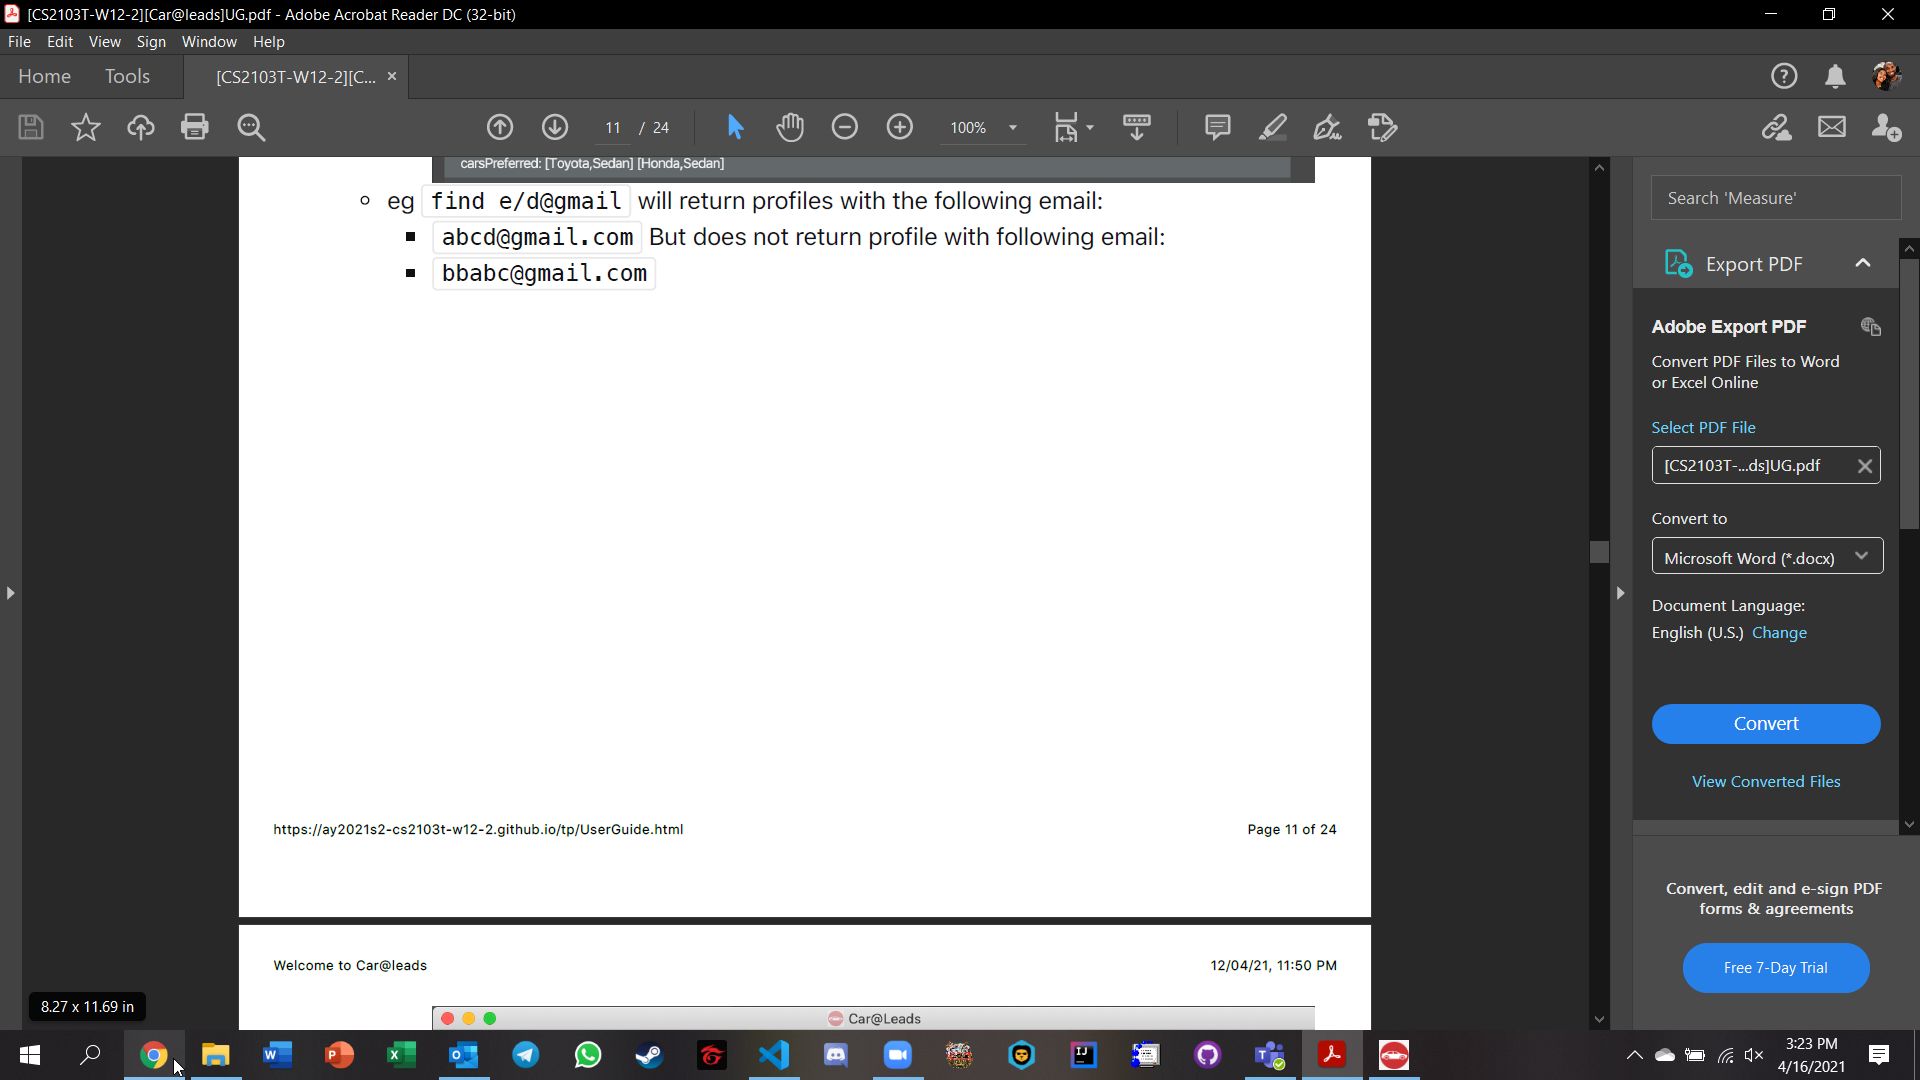 [CS2103T-W12-2][Car@leads]UG.pdf - Adobe Acrobat Reader DC (32-bit)
File Edit View Sign Window Help
Home Tools [CS2103T-W12-2][C... ×
11 / 24 100%
carsPreferred: [Toyota,Sedan] [Honda,Sedan]
eg find e/d@gmail will return profiles with the following email:
abcd@gmail.com But does not return profile with following email:
bbabc@gmail.com
https://ay2021s2-cs2103t-w12-2.github.io/tp/UserGuide.html Page 11 of 24
Welcome to Car@leads 12/04/21, 11:50 PM
Car@Leads
8.27 x 11.69 in
Search 'Measure'
Export PDF
Adobe Export PDF
Convert PDF Files to Word
or Excel Online
Select PDF File
[CS2103T-...ds]UG.pdf
Convert to
Microsoft Word (*.docx)
Document Language:
English (U.S.) Change
Convert
View Converted Files
Convert, edit and e-sign PDF
forms & agreements
Free 7-Day Trial
3:23 PM
4/16/2021